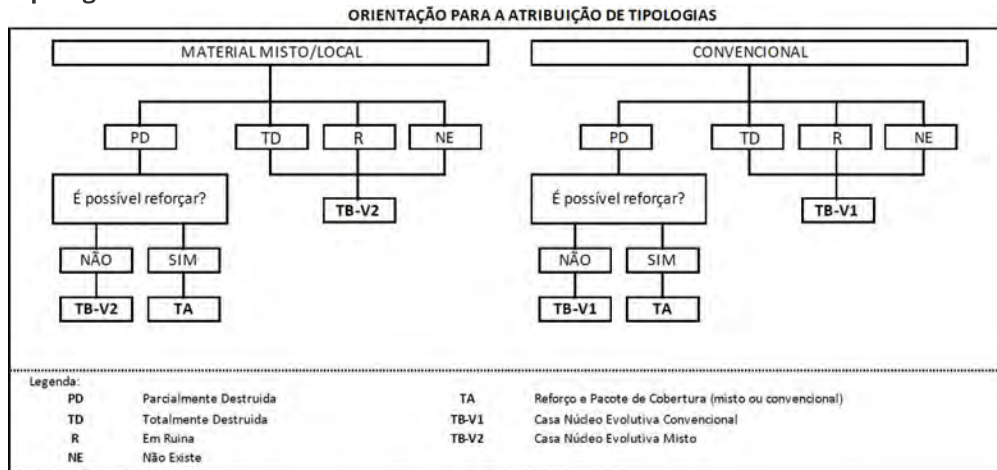 ORIENTAÇÃO PARA A ATRIBUIÇÃO DE TIPOLOGIAS
MATERIAL MISTO/LOCAL
CONVENCIONAL
PD TD R NE
PD TD R NE
É possível reforçar?
TB-V2
É possível reforçar?
TB-V1
NÃO SIM
NÃO SIM
TB-V2 TA
TB-V1 TA
Legenda:
PD Parcialmente Destruida
TA Reforço e Pacote de Cobertura (misto ou convencional)
TD Totalmente Destruida
TB-V1 Casa Núcleo Evolutiva Convencional
R Em Ruina
TB-V2 Casa Núcleo Evolutiva Misto
NE Não Existe